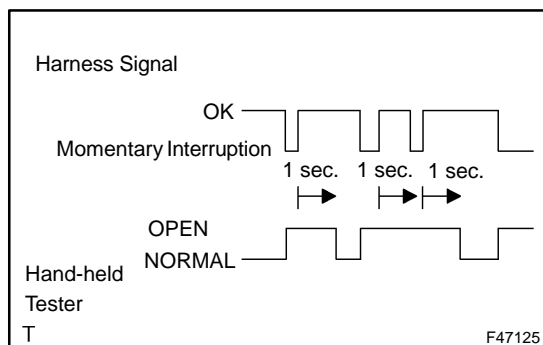 Harness Signal
OK
Momentary Interruption
1 sec. 1 sec. 1 sec.
OPEN
NORMAL
Hand-held
Tester
T
F47125